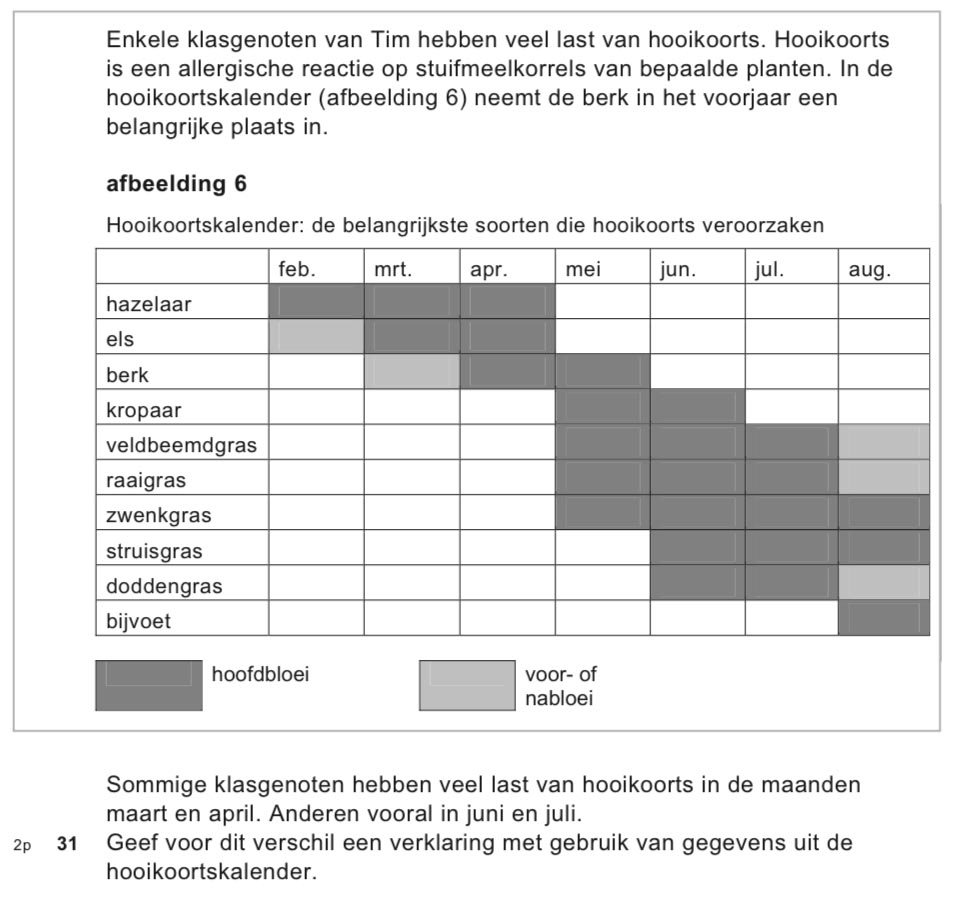 Enkele klasgenoten van Tim hebben veel last van hooikoorts. Hooikoorts
is een allergische reactie op stuifmeelkorrels van bepaalde planten. In de
hooikoortskalender (afbeelding 6) neemt de berk in het voorjaar een
belangrijke plaats in.
afbeelding 6
Hooikoortskalender: de belangrijkste soorten die hooikoorts veroorzaken
feb. mrt. apr. mei jun. jul. aug.
hazelaar
els
berk
kropaar
veldbeemdgras
raaigras
zwenkgras
struisgras
doddengras
bijvoet
hoofdbloei voor- of
nabloei
Sommige klasgenoten hebben veel last van hooikoorts in de maanden
maart en april. Anderen vooral in juni en juli.
2p 31 Geef voor dit verschil een verklaring met gebruik van gegevens uit de
hooikoortskalender.